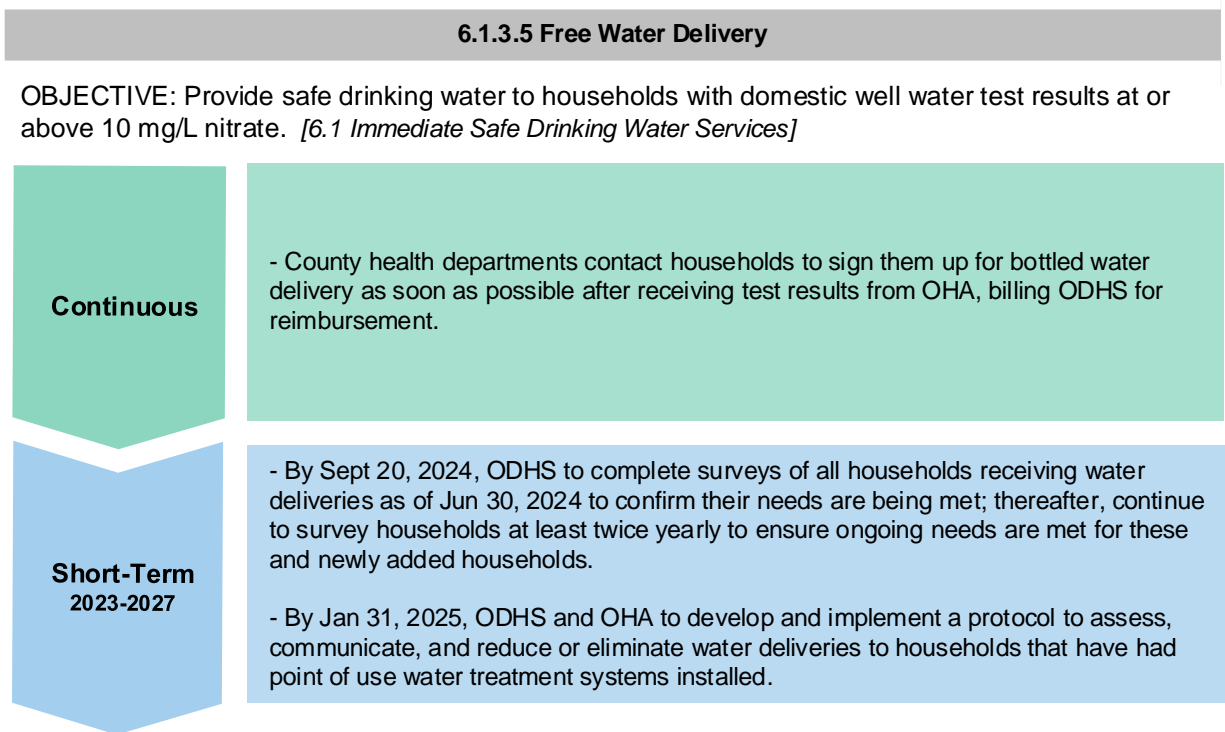 6.1.3.5 Free Water Delivery
OBJECTIVE: Provide safe drinking water to households with domestic well water test results at or
above 10 mg/L nitrate. [6.1 Immediate Safe Drinking Water Services]
Continuous
- County health departments contact households to sign them up for bottled water
delivery as soon as possible after receiving test results from OHA, billing ODHS for
reimbursement.
Short-Term
2023-2027
- By Sept 20, 2024, ODHS to complete surveys of all households receiving water
deliveries as of Jun 30, 2024 to confirm their needs are being met; thereafter, continue
to survey households at least twice yearly to ensure ongoing needs are met for these
and newly added households.
- By Jan 31, 2025, ODHS and OHA to develop and implement a protocol to assess,
communicate, and reduce or eliminate water deliveries to households that have had
point of use water treatment systems installed.